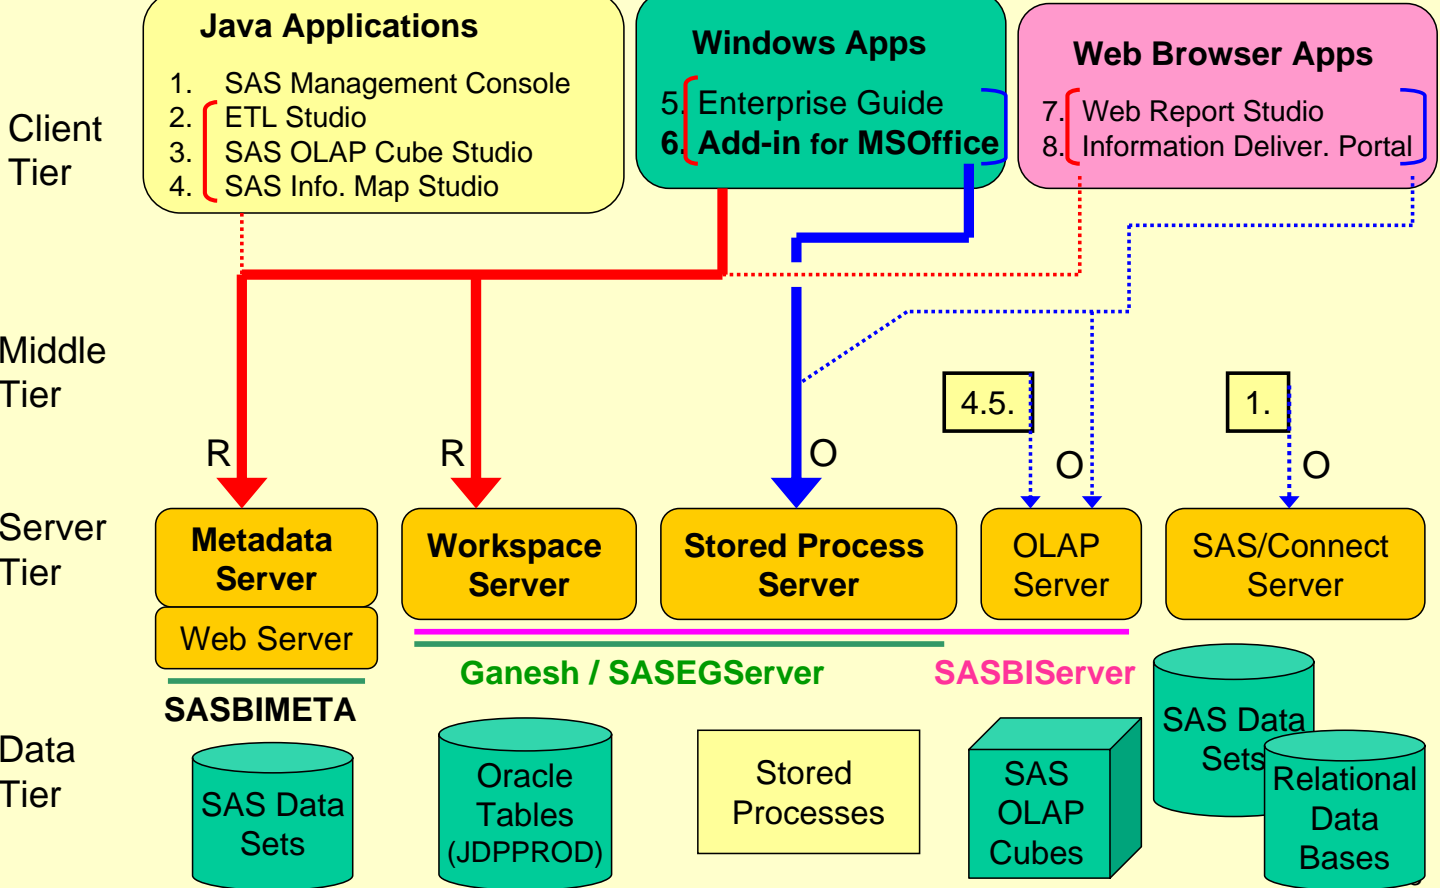 Java Applications
1. SAS Management Console
2. ETL Studio
3. SAS OLAP Cube Studio
4. SAS Info. Map Studio
Windows Apps
5. Enterprise Guide
6. Add-in for MSOffice
Web Browser Apps
7. Web Report Studio
8. Information Deliver. Portal
Client
Tier
Middle
Tier
4.5.
1.
R
R
O
O
O
Server
Tier
Metadata
Server
Web Server
Workspace
Server
Stored Process
Server
OLAP
Server
SAS/Connect
Server
SASBIMETA
Ganesh / SASEGServer
SASBIServer
Data
Tier
SAS Data
Sets
Oracle
Tables
(JDPPROD)
Stored
Processes
SAS
OLAP
Cubes
SAS Data
Sets
Relational
Data
Bases